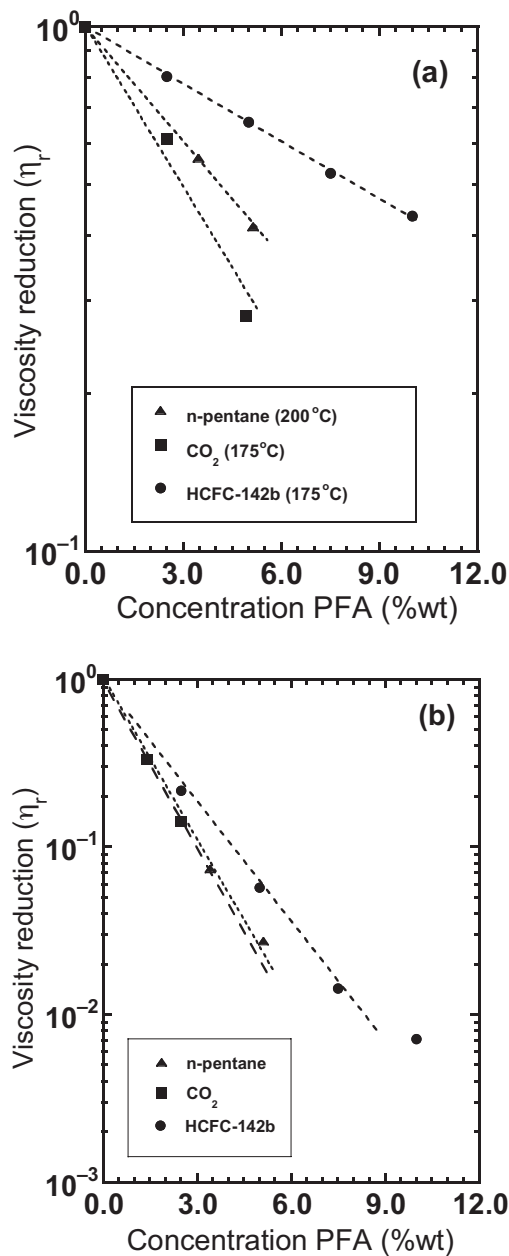 10⁰
(a)
Viscosity reduction (ηᵣ)
n-pentane (200°C)
CO₂ (175°C)
HCFC-142b (175°C)
10⁻¹
0.0 3.0 6.0 9.0 12.0
Concentration PFA (%wt)
10⁰
(b)
10⁻¹
Viscosity reduction (ηᵣ)
10⁻²
n-pentane
CO₂
HCFC-142b
10⁻³
0.0 3.0 6.0 9.0 12.0
Concentration PFA (%wt)